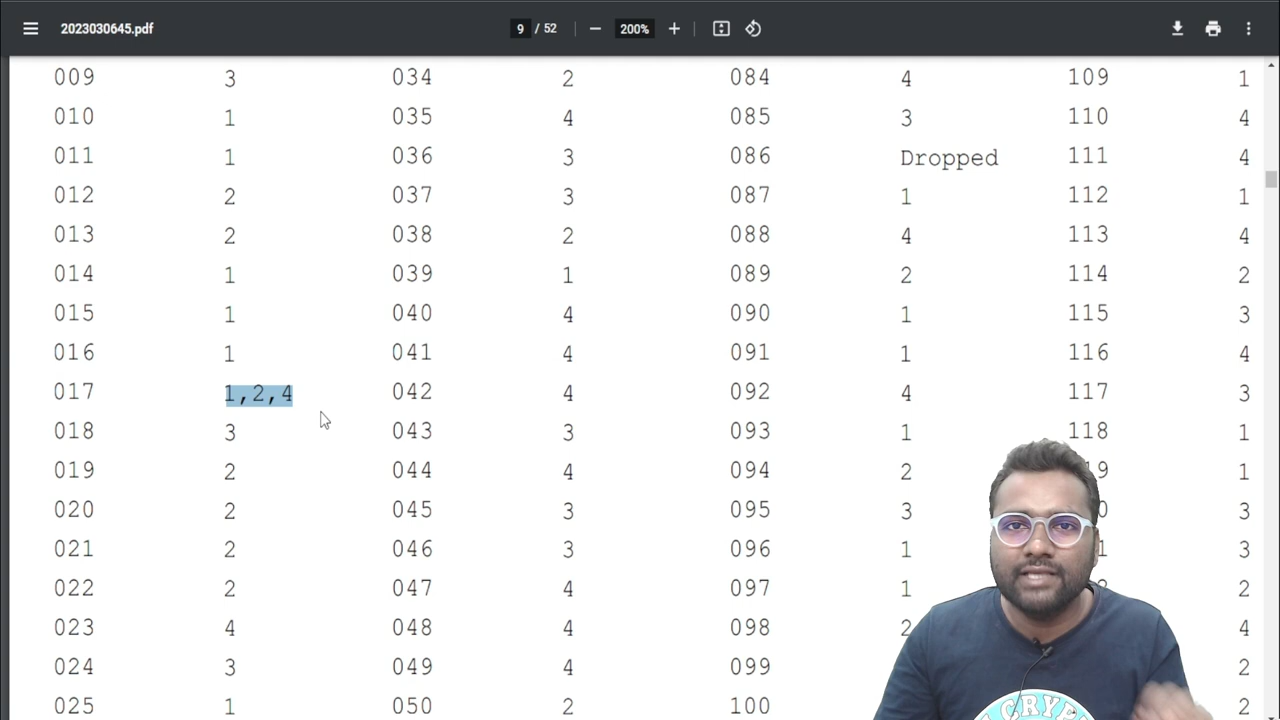 2023030645.pdf 9 / 52 200%
009 3 034 2 084 4 109 1
010 1 035 4 085 3 110 4
011 1 036 3 086 Dropped 111 4
012 2 037 3 087 1 112 1
013 2 038 2 088 4 113 4
014 1 039 1 089 2 114 2
015 1 040 4 090 1 115 3
016 1 041 4 091 1 116 4
017 1,2,4 042 4 092 4 117 3
018 3 043 3 093 1 118 1
019 2 044 4 094 2 1
020 2 045 3 095 3 3
021 2 046 3 096 1 3
022 2 047 4 097 1 2
023 4 048 4 098 2 4
024 3 049 4 099 2
025 1 050 2 100 2
CRYP